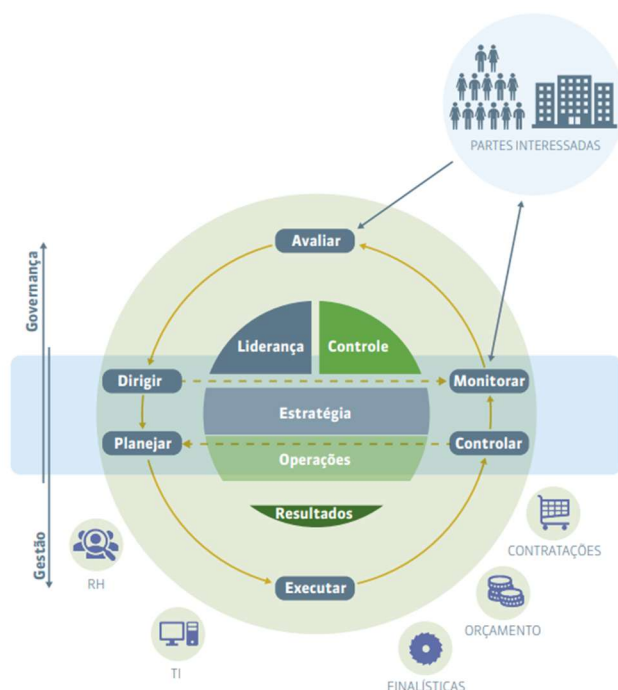 PARTES INTERESSADAS
Avaliar
Governança
Liderança
Controle
Dirigir
Monitorar
Estratégia
Planejar
Controlar
Operações
Resultados
Gestão
CONTRATAÇÕES
RH
Executar
ORÇAMENTO
TI
FINALÍSTICAS